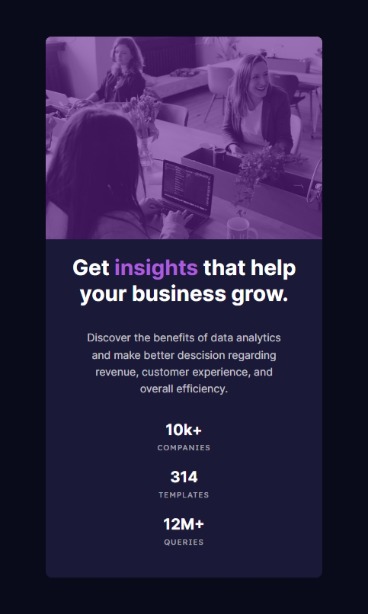 Get insights that help
your business grow.
Discover the benefits of data analytics
and make better descision regarding
revenue, customer experience, and
overall efficiency.
10k+
COMPANIES
314
TEMPLATES
12M+
QUERIES